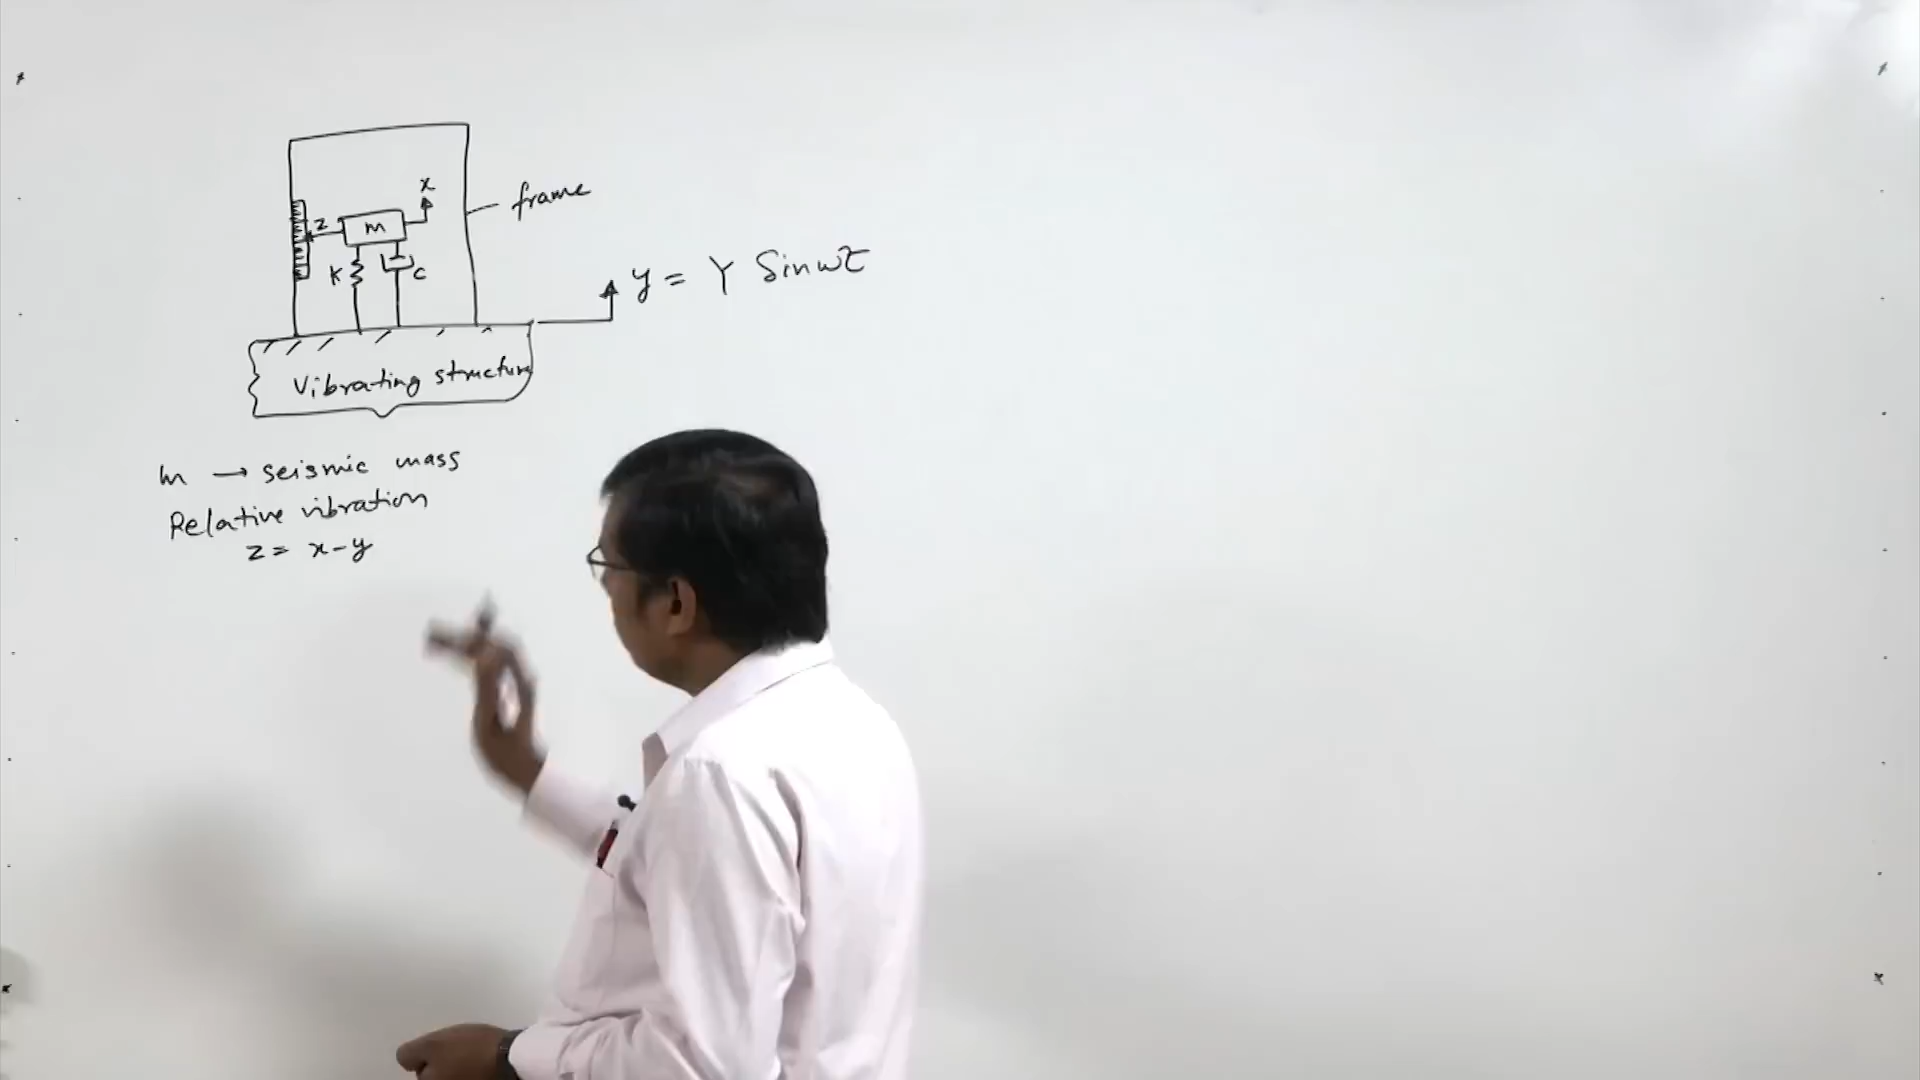 x
frame
z
m
K
c
y = Y Sinωt
Vibrating structure
m → seismic mass
Relative vibration
z = x-y